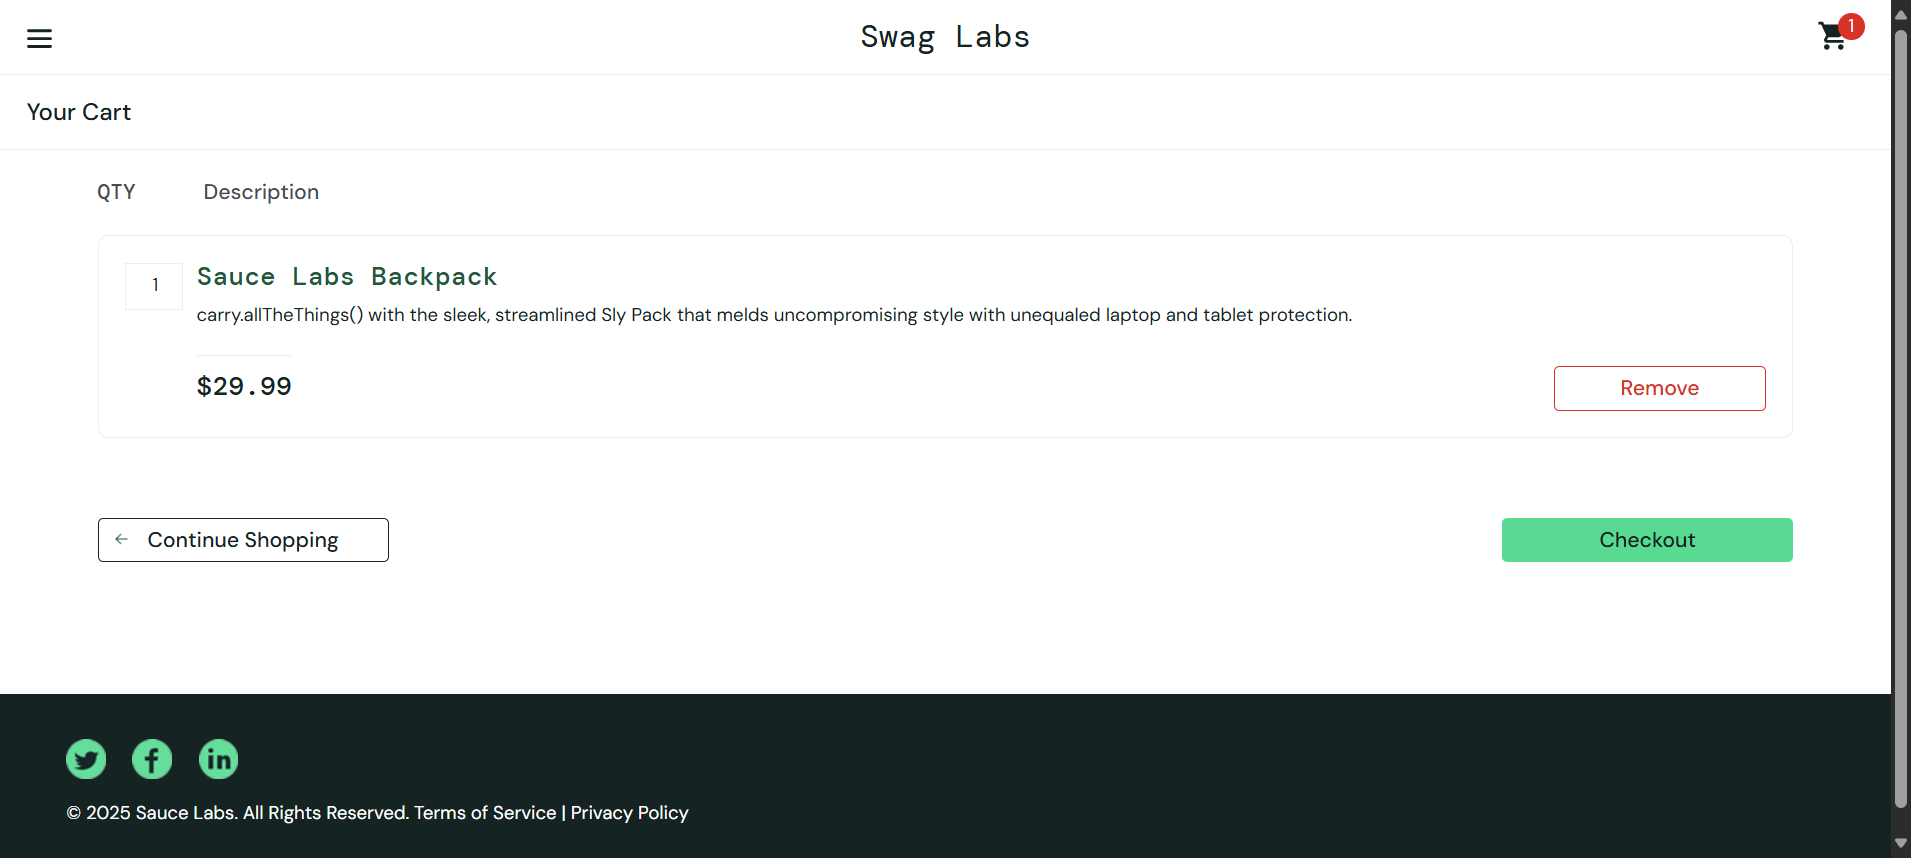 Swag Labs
1
Your Cart
QTY Description
1
Sauce Labs Backpack
carry.allTheThings() with the sleek, streamlined Sly Pack that melds uncompromising style with unequaled laptop and tablet protection.
$29.99
Remove
Continue Shopping
Checkout
© 2025 Sauce Labs. All Rights Reserved. Terms of Service | Privacy Policy